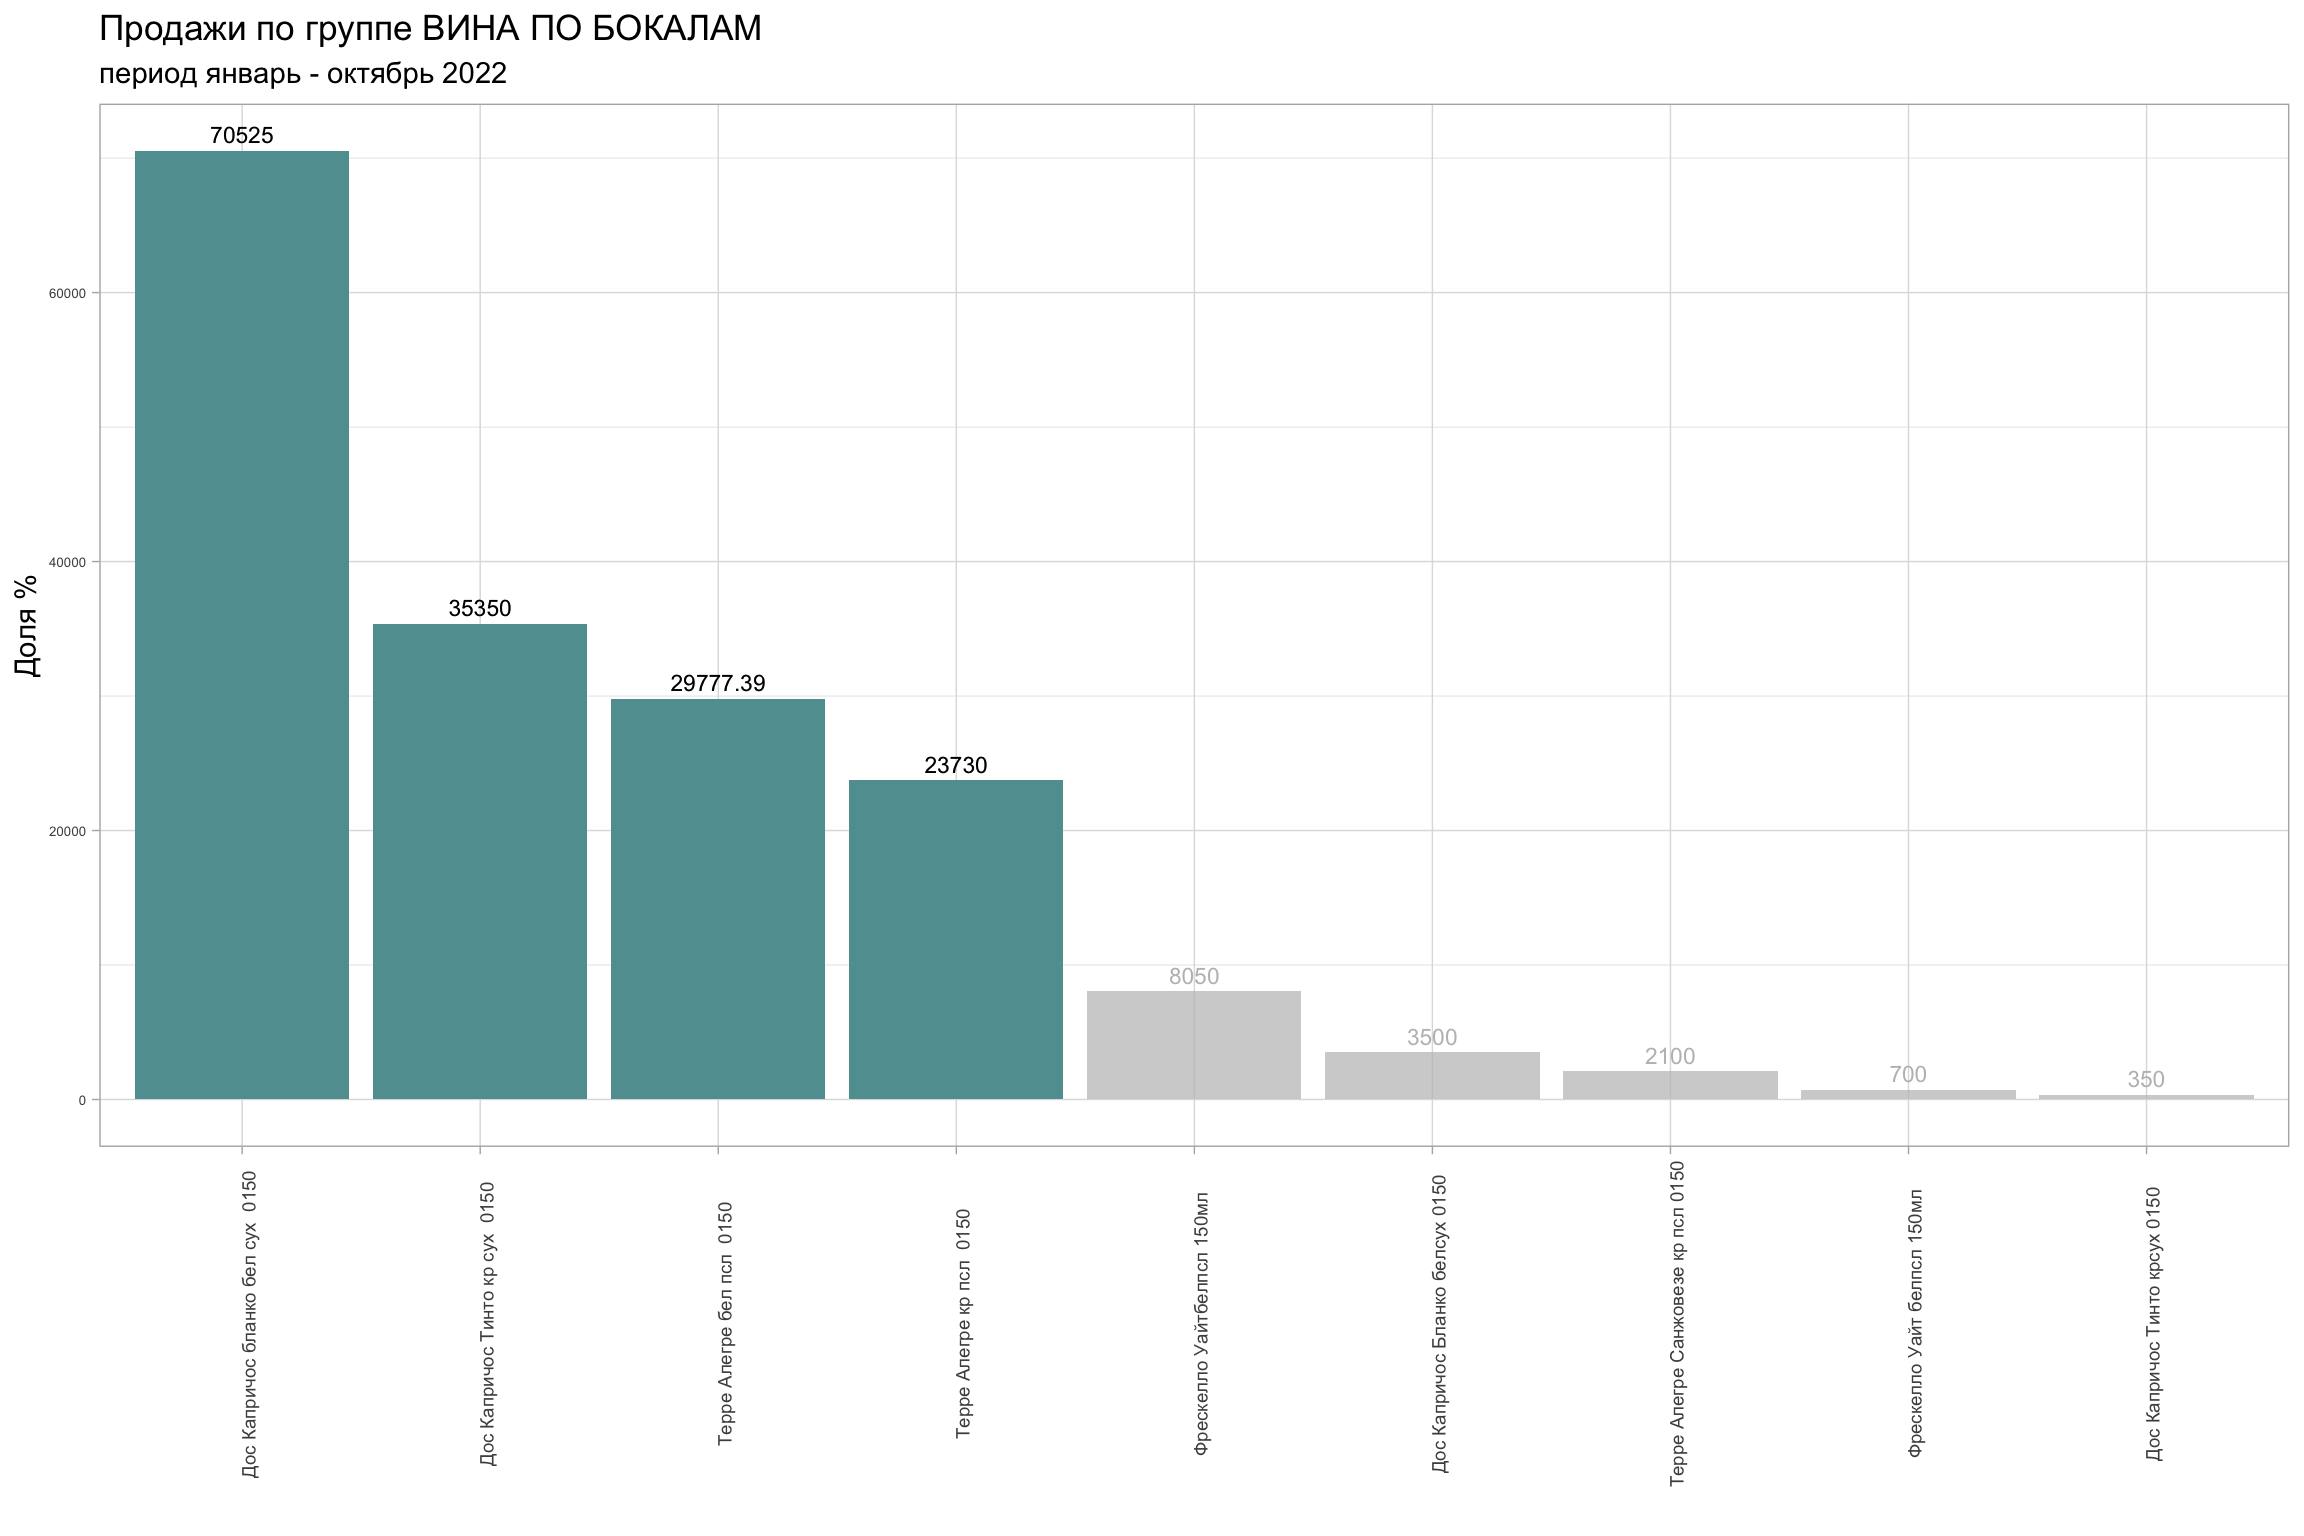 Продажи по группе ВИНА ПО БОКАЛАМ
период январь - октябрь 2022
Доля %
60000
40000
20000
0
70525
35350
29777.39
23730
8050
3500
2100
700
350
Дос Капричос бланко бел сух  0150
Дос Капричос Тинто кр сух  0150
Терре Алегре бел псл  0150
Терре Алегре кр псл  0150
Фрескелло Уайтбелпсл 150мл
Дос Капричос Бланко белсух 0150
Терре Алегре Санжовезе кр псл 0150
Фрескелло Уайт белпсл 150мл
Дос Капричос Тинто крсух 0150